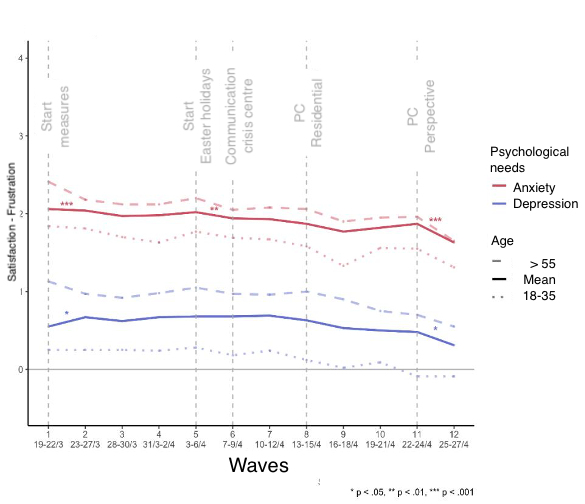 4
3
2
1
0
Satisfaction - Frustration
Start
measures
Start
Easter holidays
Communication
crisis centre
PC
Residential
PC
Perspective
***
**
***
*
*
1 2 3 4 5 6 7 8 9 10 11 12
19-22/3 23-27/3 28-30/3 31/3-2/4 3-6/4 7-9/4 10-12/4 13-15/4 16-18/4 19-21/4 22-24/4 25-27/4
Waves
* p < .05, ** p < .01, *** p < .001
Psychological
needs
Anxiety
Depression
Age
> 55
Mean
18-35